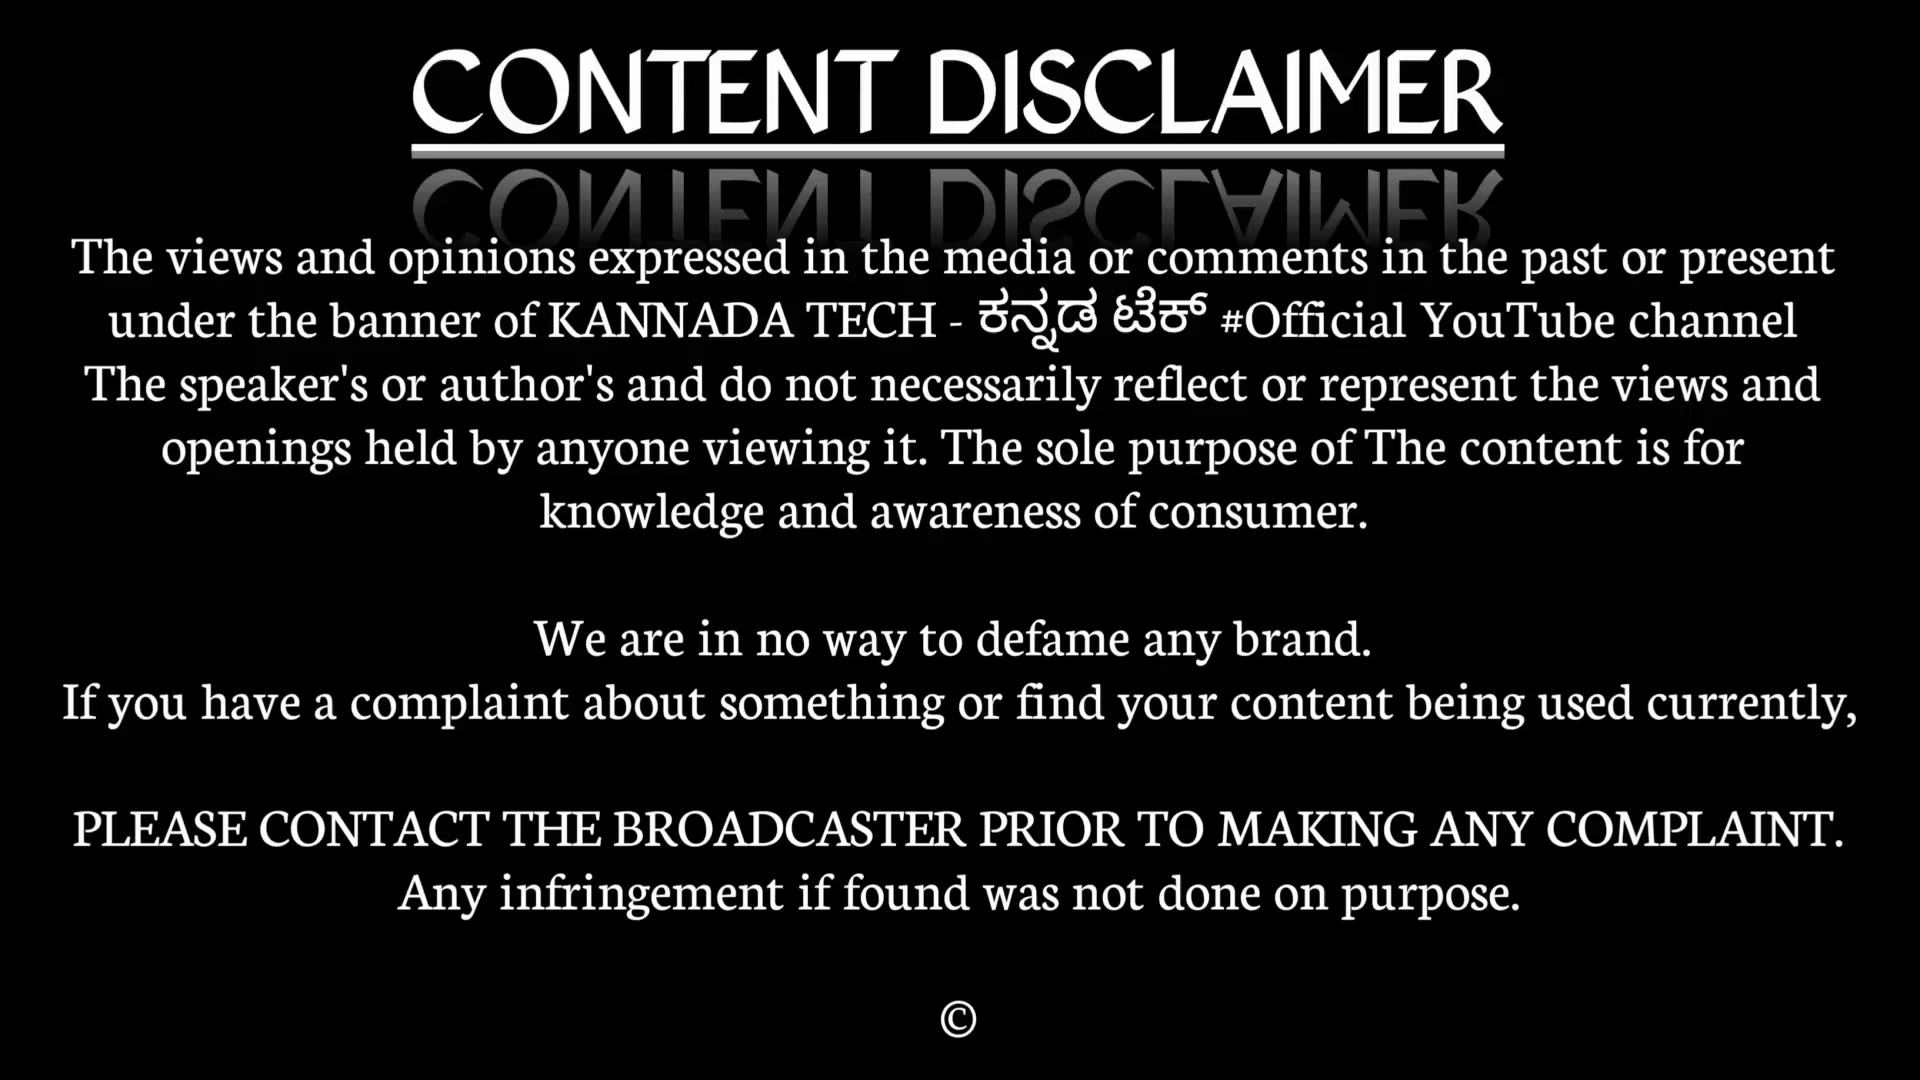 CONTENT DISCLAIMER
The views and opinions expressed in the media or comments in the past or present
under the banner of KANNADA TECH - ಕನ್ನಡ ಟೆಕ್ #Official YouTube channel
The speaker's or author's and do not necessarily reflect or represent the views and
openings held by anyone viewing it. The sole purpose of The content is for
knowledge and awareness of consumer.
We are in no way to defame any brand.
If you have a complaint about something or find your content being used currently,
PLEASE CONTACT THE BROADCASTER PRIOR TO MAKING ANY COMPLAINT.
Any infringement if found was not done on purpose.
©